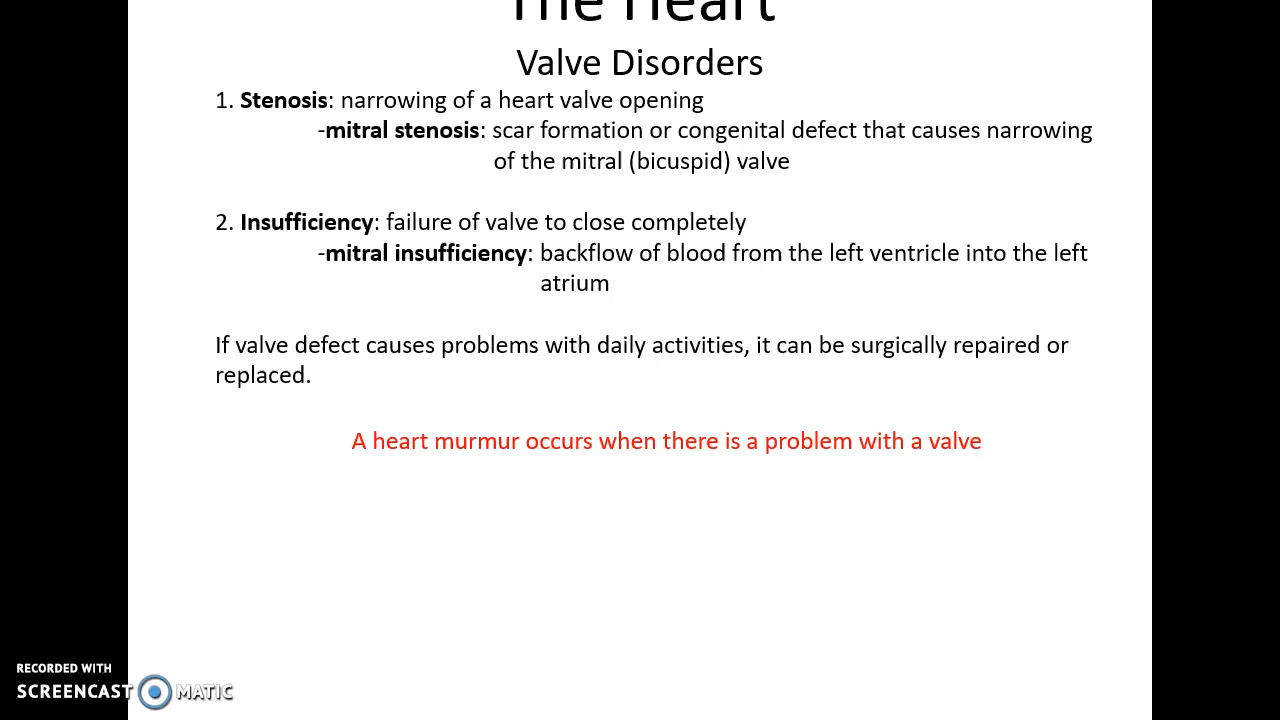 The Heart
Valve Disorders
1. Stenosis: narrowing of a heart valve opening
-mitral stenosis: scar formation or congenital defect that causes narrowing
of the mitral (bicuspid) valve
2. Insufficiency: failure of valve to close completely
-mitral insufficiency: backflow of blood from the left ventricle into the left
atrium
If valve defect causes problems with daily activities, it can be surgically repaired or
replaced.
A heart murmur occurs when there is a problem with a valve
RECORDED WITH
SCREENCAST MATIC